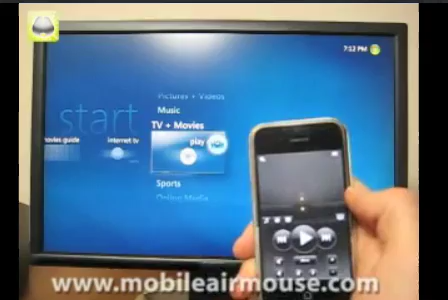 7:12 PM
Pictures + Videos
start
Music
TV + Movies
movies guide
internet tv
play
Sports
Online Media
www.mobileairmouse.com